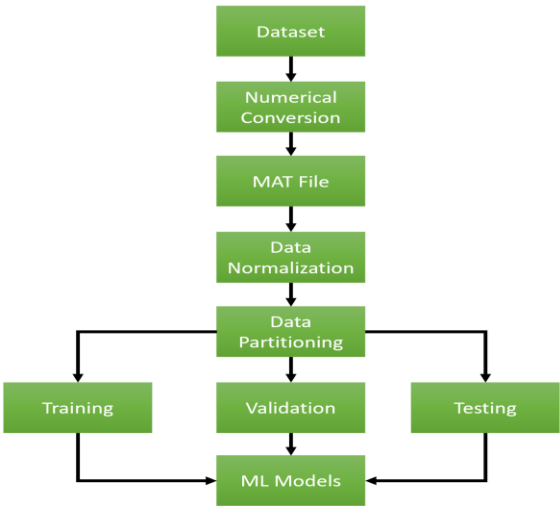 Dataset
Numerical
Conversion
MAT File
Data
Normalization
Data
Partitioning
Training
Validation
Testing
ML Models